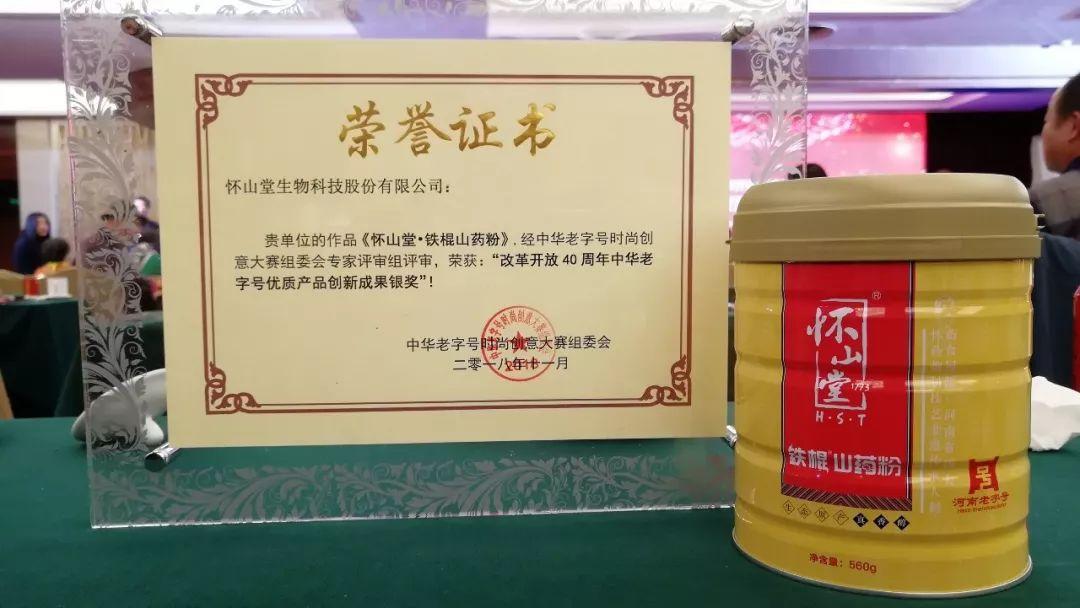 荣誉证书
怀山堂生物科技股份有限公司：
贵单位的作品《怀山堂•铁棍山药粉》，经中华老字号时尚创
意大赛组委会专家评审组评审，荣获：“改革开放 40 周年中华老
字号优质产品创新成果银奖”！
中华老字号时尚创意大赛组委会
二零一八年十一月
®
怀山堂
1793
H·S·T
铁棍山药粉
号
河南老字号
净含量：560g